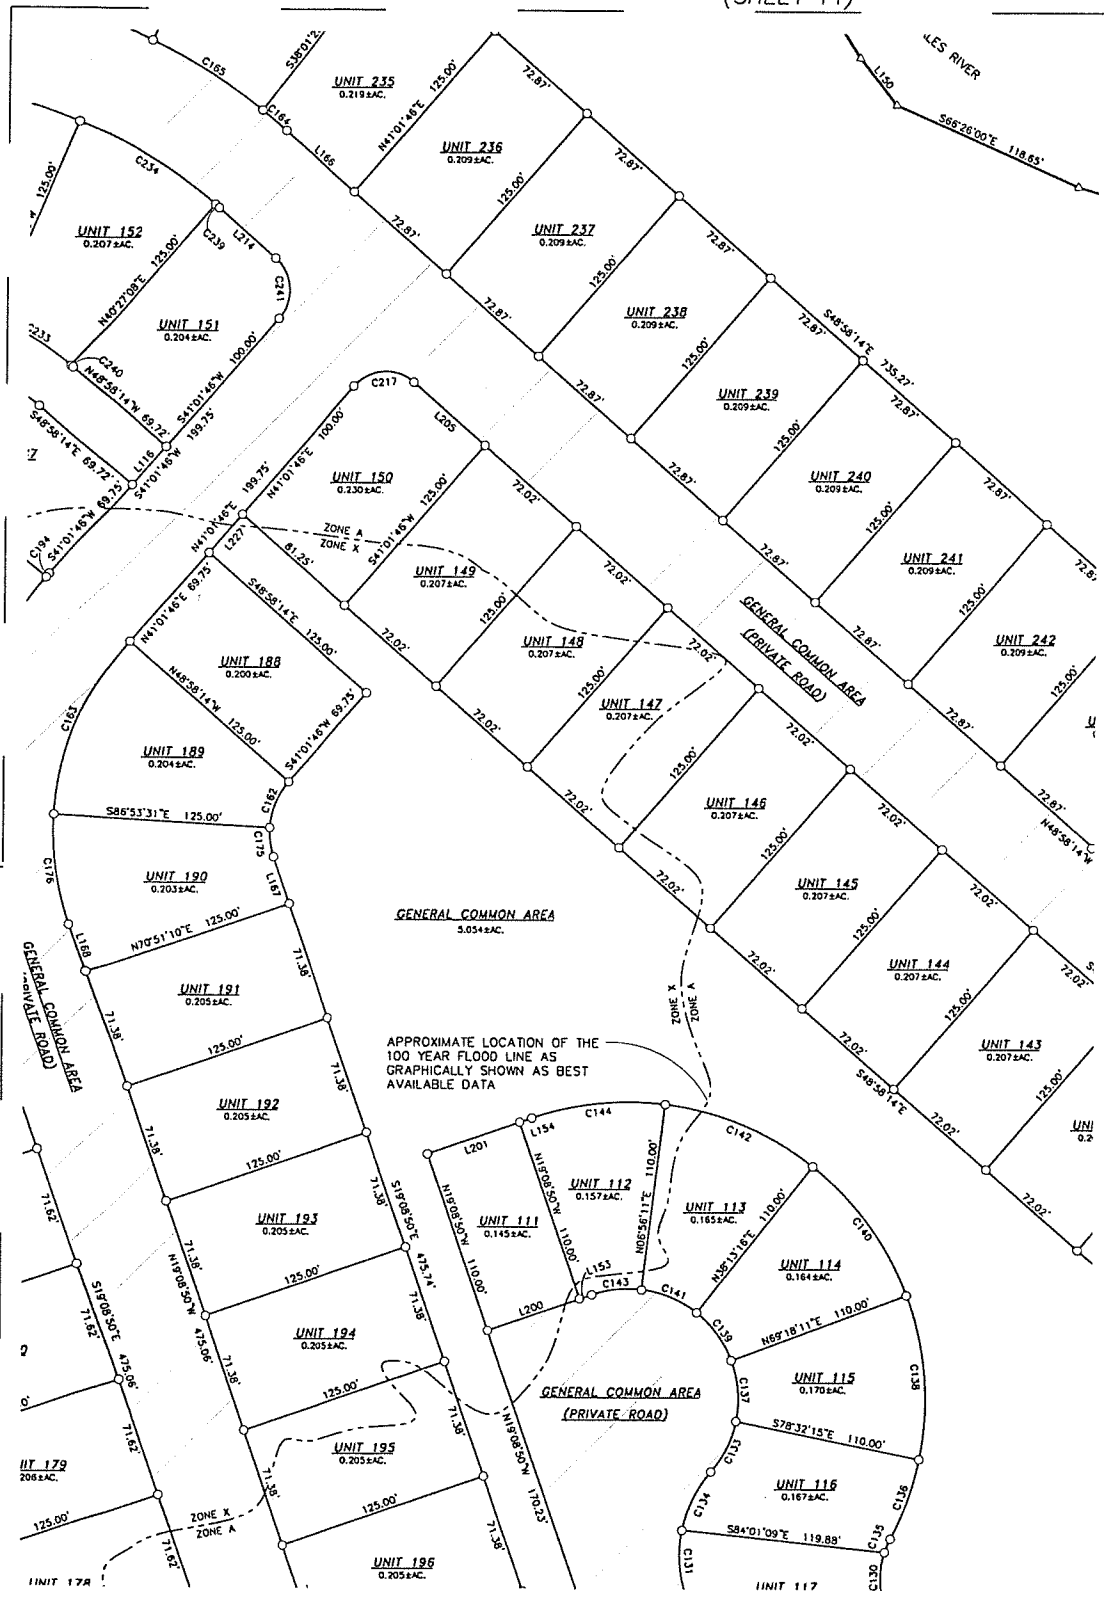 (SHEET 11)
C165
UNIT 235
0.219±AC.
N41°01'46"E 125.00'
72.87'
L150
S66°26'00"E 118.65'
C164
L166
UNIT 236
0.209±AC.
125.00'
72.87'
C234
125.00'
UNIT 152
0.207±AC.
C239
L214
N40°27'08"E 125.00'
72.87'
UNIT 237
0.209±AC.
125.00'
72.87'
C241
UNIT 151
0.204±AC.
100.00'
72.87'
UNIT 238
0.209±AC.
125.00'
72.87'
S48°58'14"E 735.27'
C233
C240
N48°58'14"W 69.72'
S41°01'46"W 199.75'
C217
72.87'
UNIT 239
0.209±AC.
125.00'
72.87'
S48°58'14"E 69.72'
L116
L205
100.00'
N41°01'46"E 199.75'
UNIT 150
0.230±AC.
72.87'
UNIT 240
0.209±AC.
125.00'
72.87'
S41°01'46"W 69.75'
C194
N41°01'46"E
L227
ZONE A
ZONE X
81.25'
S41°01'46"W 125.00'
72.02'
UNIT 149
0.207±AC.
125.00'
72.87'
UNIT 241
0.209±AC.
125.00'
N41°01'46"E 69.75'
S48°58'14"E 125.00'
72.02'
UNIT 148
0.207±AC.
72.02'
125.00'
GENERAL COMMON AREA
(PRIVATE ROAD)
UNIT 242
0.209±AC.
125.00'
UNIT 188
0.200±AC.
N48°58'14"W 125.00'
S41°01'46"W 69.75'
72.02'
UNIT 147
0.207±AC.
125.00'
72.02'
72.87'
C163
UNIT 189
0.204±AC.
C162
72.02'
72.02'
72.87'
N48°58'14"W
S86°53'31"E 125.00'
C175
UNIT 146
0.207±AC.
125.00'
72.02'
C176
UNIT 190
0.203±AC.
L167
72.02'
UNIT 145
0.207±AC.
125.00'
72.02'
L168
N70°51'10"E 125.00'
GENERAL COMMON AREA
5.054±AC.
GENERAL COMMON AREA
(PRIVATE ROAD)
UNIT 191
0.205±AC.
71.38'
72.02'
UNIT 144
0.207±AC.
125.00'
72.02'
71.38'
125.00'
ZONE X
ZONE A
APPROXIMATE LOCATION OF THE
100 YEAR FLOOD LINE AS
GRAPHICALLY SHOWN AS BEST
AVAILABLE DATA
72.02'
S48°58'14"E
UNIT 143
0.207±AC.
125.00'
UNIT 192
0.205±AC.
71.38'
71.38'
125.00'
72.02'
L201
L154
C144
C142
71.62'
S19°08'50"E 475.74'
71.38'
UNIT 193
0.205±AC.
N19°08'50"W 110.00'
UNIT 111
0.145±AC.
N19°08'50"W 110.00'
UNIT 112
0.157±AC.
N06°56'11"E 110.00'
UNIT 113
0.165±AC.
N38°13'16"E 110.00'
C140
72.02'
71.38'
N19°08'50"W 475.06'
125.00'
L153
C143
C141
UNIT 114
0.164±AC.
S19°08'50"E 475.06'
71.62'
UNIT 194
0.205±AC.
71.38'
L200
C139
N69°18'11"E 110.00'
71.38'
125.00'
GENERAL COMMON AREA
(PRIVATE ROAD)
C137
UNIT 115
0.170±AC.
C138
71.62'
UNIT 195
0.205±AC.
71.38'
N19°08'50"W 170.23'
C133
S78°32'15"E 110.00'
71.38'
125.00'
C134
UNIT 116
0.167±AC.
C136
125.00'
ZONE X
ZONE A
71.62'
UNIT 196
0.205±AC.
71.38'
S84°01'09"E 119.88'
C135
C131
UNIT 117
C130
UNIT 178